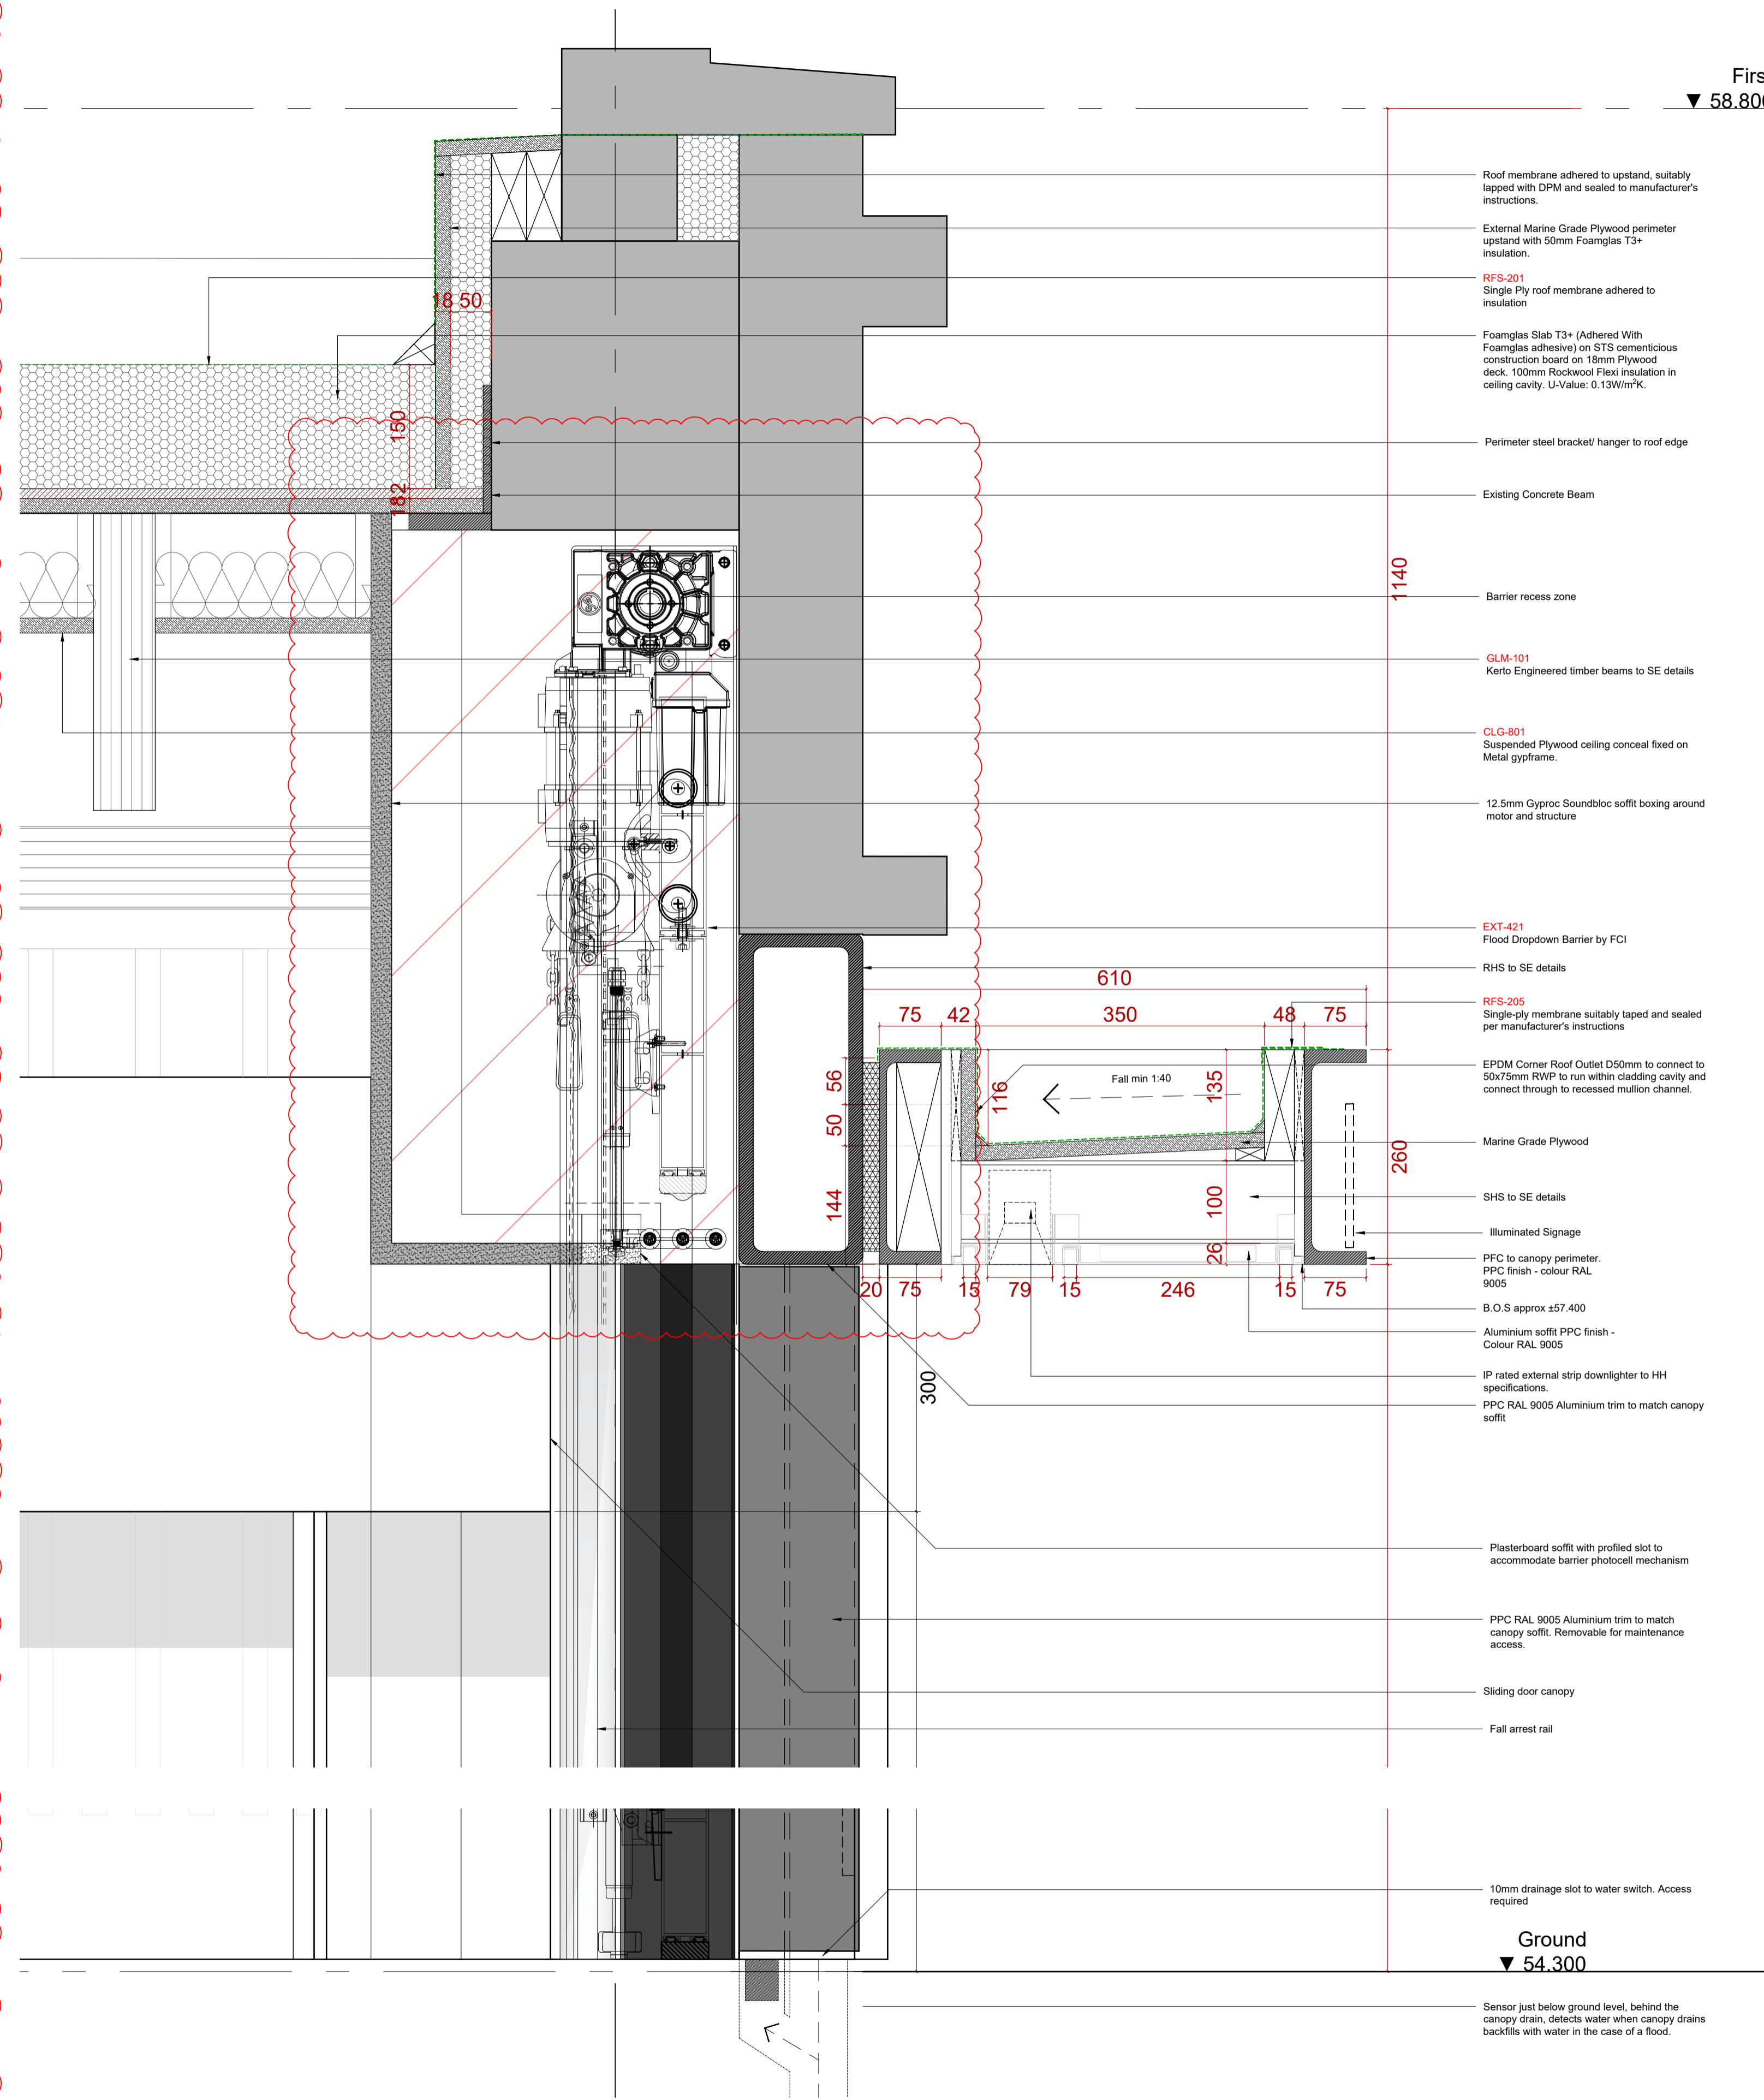 Firs
▼ 58.800
Roof membrane adhered to upstand, suitably
lapped with DPM and sealed to manufacturer's
instructions.
External Marine Grade Plywood perimeter
upstand with 50mm Foamglas T3+
insulation.
RFS-201
Single Ply roof membrane adhered to
insulation
18 50
Foamglas Slab T3+ (Adhered With
Foamglas adhesive) on STS cementicious
construction board on 18mm Plywood
deck. 100mm Rockwool Flexi insulation in
ceiling cavity. U-Value: 0.13W/m²K.
150
Perimeter steel bracket/ hanger to roof edge
Existing Concrete Beam
182
1140
Barrier recess zone
GLM-101
Kerto Engineered timber beams to SE details
CLG-801
Suspended Plywood ceiling conceal fixed on
Metal gypframe.
12.5mm Gyproc Soundbloc soffit boxing around
motor and structure
EXT-421
Flood Dropdown Barrier by FCI
RHS to SE details
610
RFS-205
Single-ply membrane suitably taped and sealed
per manufacturer's instructions
75 42 350 48 75
EPDM Corner Roof Outlet D50mm to connect to
50x75mm RWP to run within cladding cavity and
connect through to recessed mullion channel.
56
116
Fall min 1:40
135
50
Marine Grade Plywood
260
144
100
SHS to SE details
Illuminated Signage
26
PFC to canopy perimeter.
PPC finish - colour RAL
9005
20 75 15 79 15 246 15 75
B.O.S approx ±57.400
Aluminium soffit PPC finish -
Colour RAL 9005
IP rated external strip downlighter to HH
specifications.
300
PPC RAL 9005 Aluminium trim to match canopy
soffit
Plasterboard soffit with profiled slot to
accommodate barrier photocell mechanism
PPC RAL 9005 Aluminium trim to match
canopy soffit. Removable for maintenance
access.
Sliding door canopy
Fall arrest rail
10mm drainage slot to water switch. Access
required
Ground
▼ 54.300
Sensor just below ground level, behind the
canopy drain, detects water when canopy drains
backfills with water in the case of a flood.